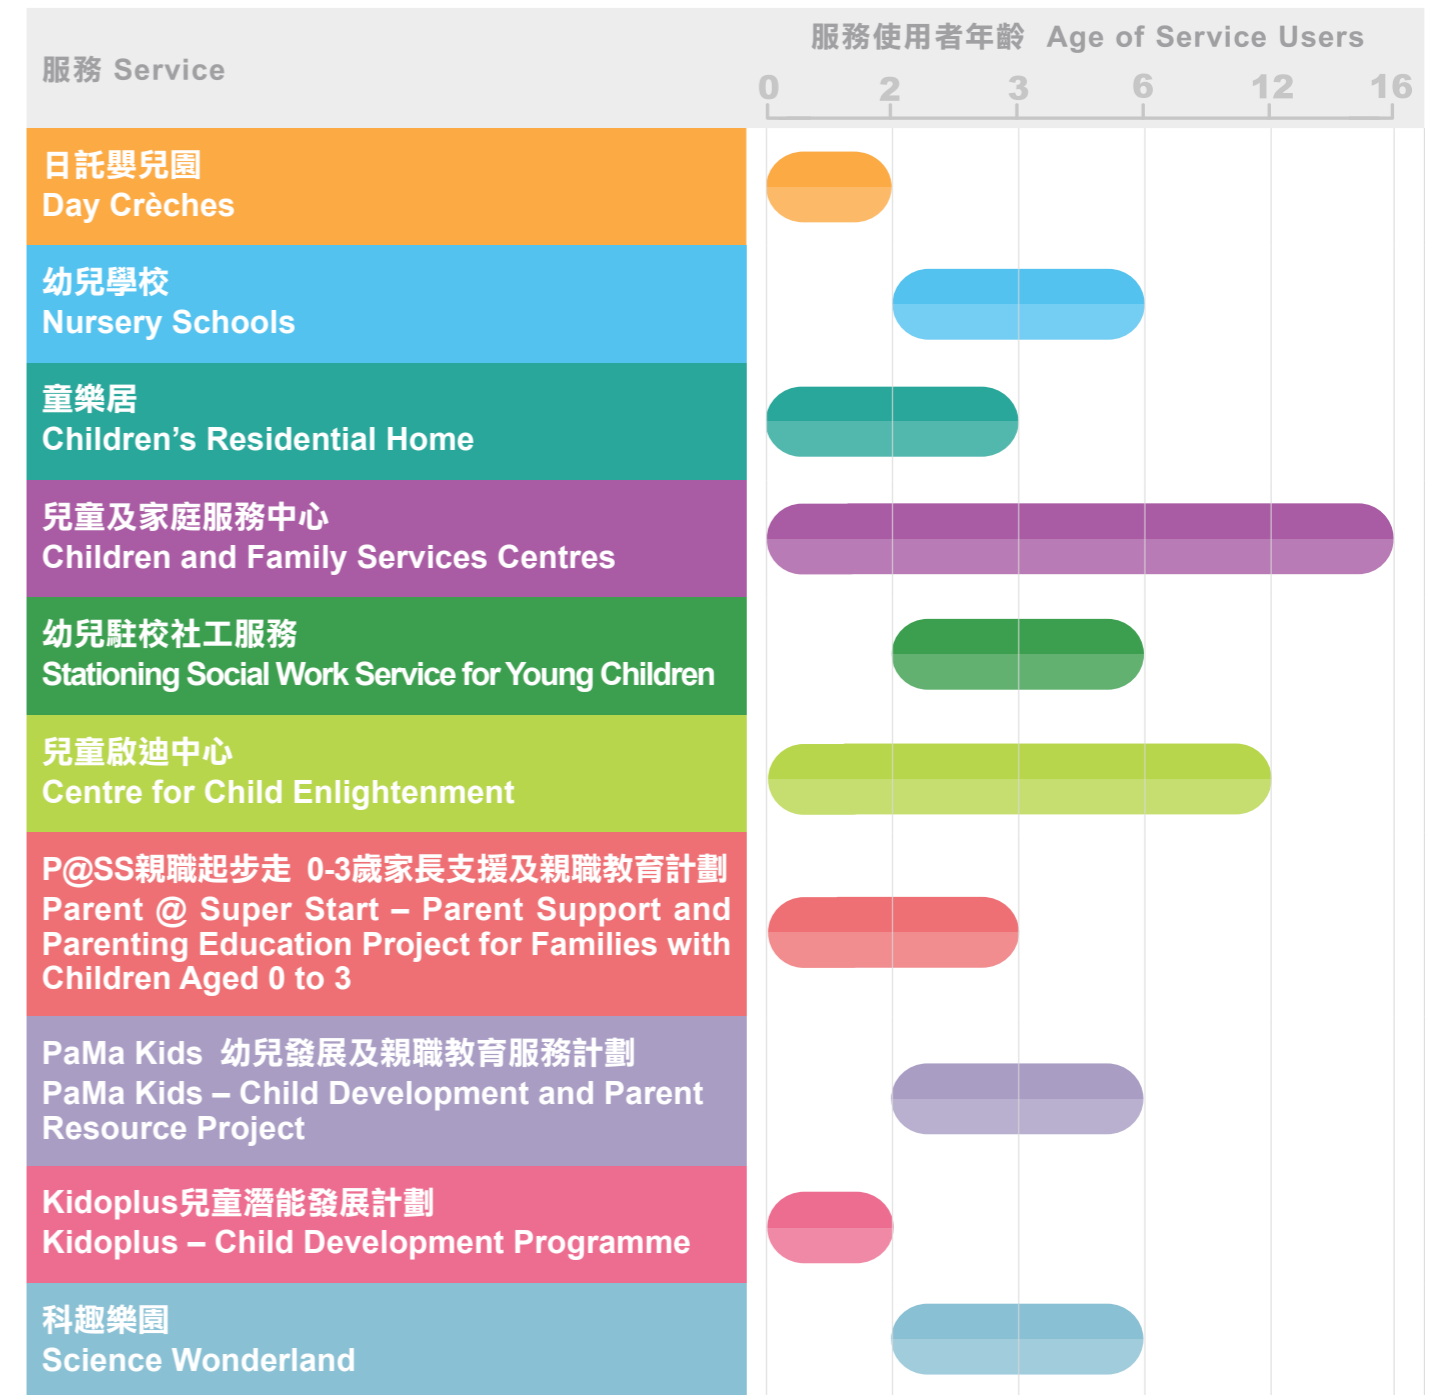 服務使用者年齡 Age of Service Users
服務 Service
0 2 3 6 12 16
日託嬰兒園
Day Crèches
幼兒學校
Nursery Schools
童樂居
Children’s Residential Home
兒童及家庭服務中心
Children and Family Services Centres
幼兒駐校社工服務
Stationing Social Work Service for Young Children
兒童啟迪中心
Centre for Child Enlightenment
P@SS親職起步走 0-3歲家長支援及親職教育計劃
Parent @ Super Start – Parent Support and
Parenting Education Project for Families with
Children Aged 0 to 3
PaMa Kids 幼兒發展及親職教育服務計劃
PaMa Kids – Child Development and Parent
Resource Project
Kidoplus兒童潛能發展計劃
Kidoplus – Child Development Programme
科趣樂園
Science Wonderland